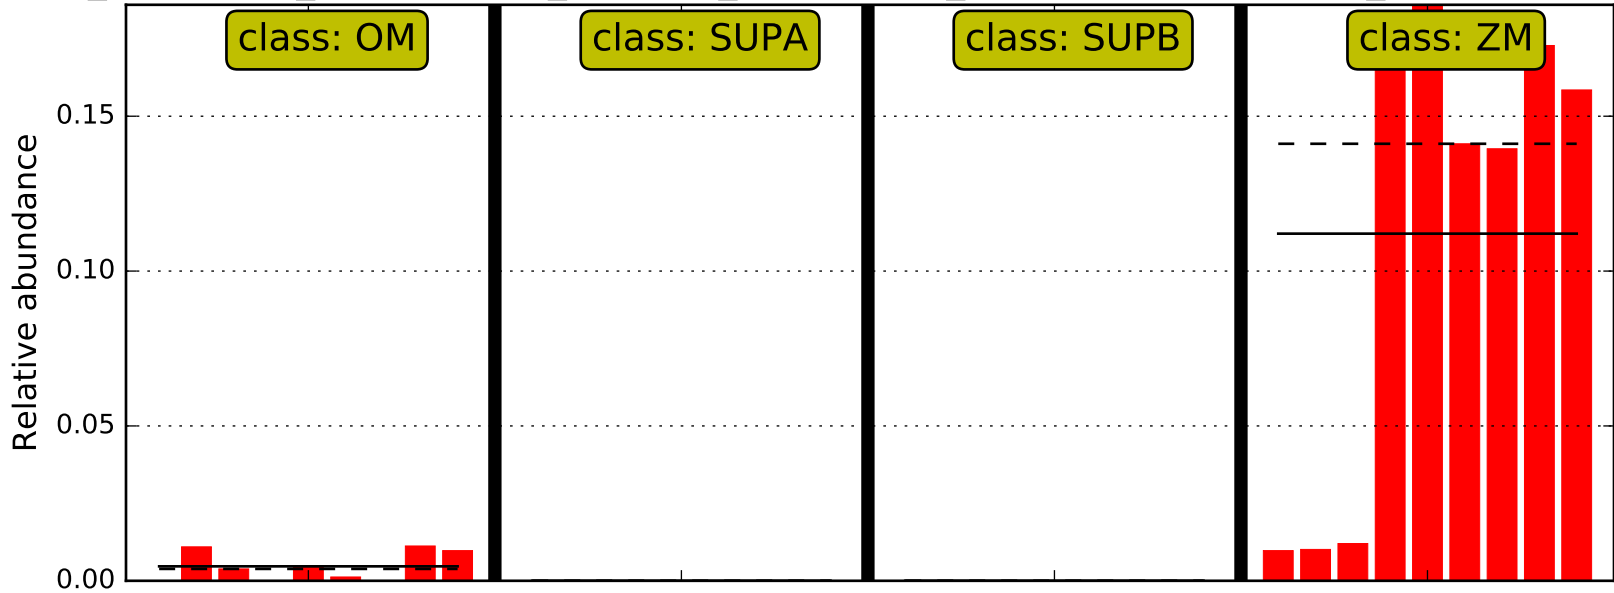 class: OM
class: SUPA
class: SUPB
class: ZM
0.15
0.10
0.05
0.00
Relative abundance